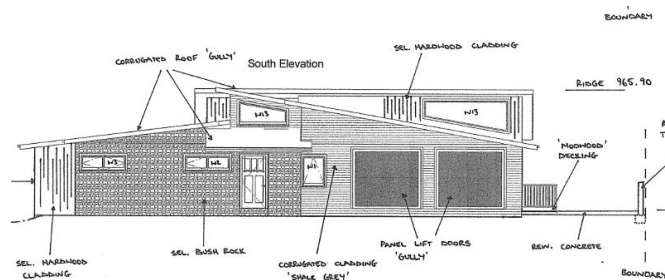 BOUNDARY
CORRUGATED ROOF 'GULLY'
South Elevation
SEL. HARDWOOD CLADDING
RIDGE 965.90
W13
W13
'MODWOOD'
DECKING
W3
W2
W1
SEL. HARDWOOD
CLADDING
SEL. BUSH ROCK
CORRUGATED CLADDING
'SHALE GREY'
PANEL LIFT DOORS
'GULLY'
REIN. CONCRETE
BOUNDARY